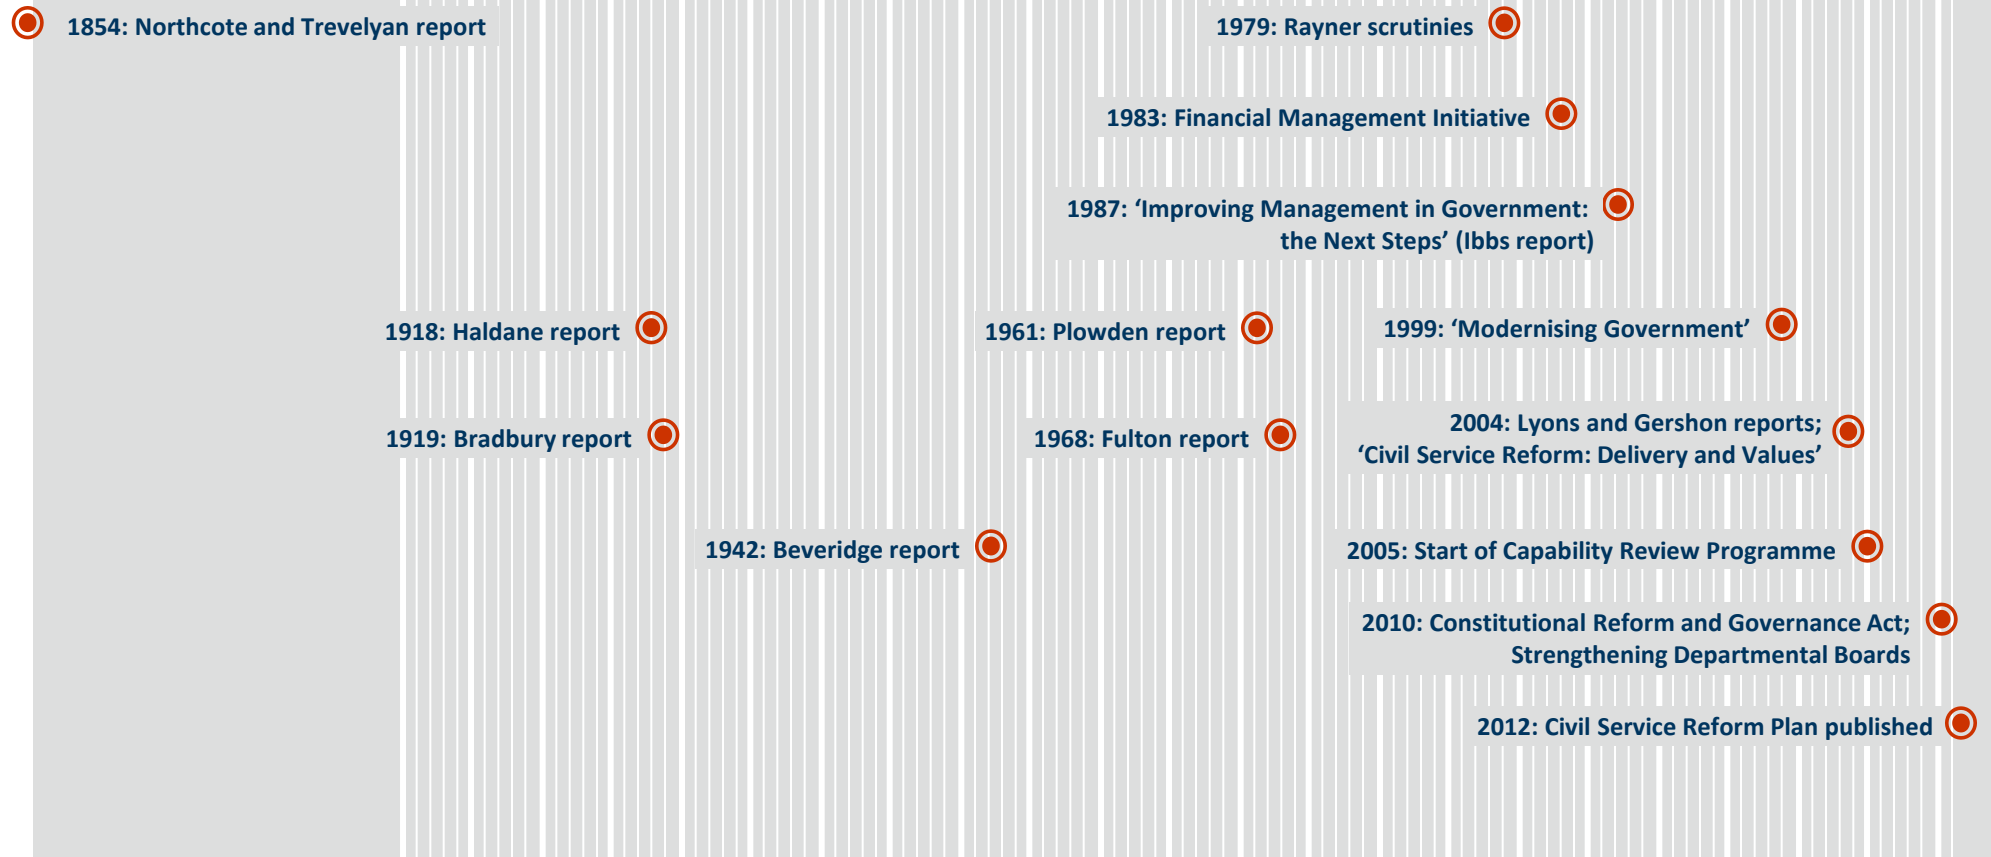 1854: Northcote and Trevelyan report
1979: Rayner scrutinies
1983: Financial Management Initiative
1987: ‘Improving Management in Government:
the Next Steps’ (Ibbs report)
1918: Haldane report
1961: Plowden report
1999: ‘Modernising Government’
1919: Bradbury report
1968: Fulton report
2004: Lyons and Gershon reports;
‘Civil Service Reform: Delivery and Values’
1942: Beveridge report
2005: Start of Capability Review Programme
2010: Constitutional Reform and Governance Act;
Strengthening Departmental Boards
2012: Civil Service Reform Plan published